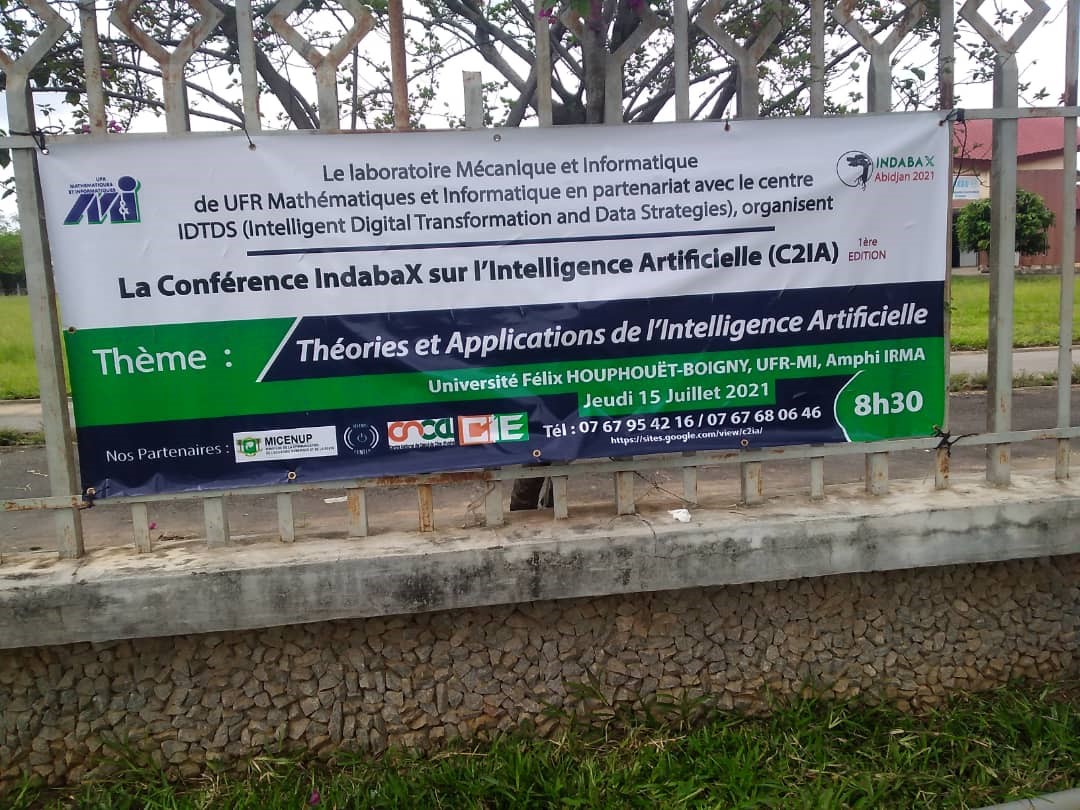 UFR
MATHÉMATIQUES
ET INFORMATIQUES
Mi
INDABA X
Abidjan 2021
Le laboratoire Mécanique et Informatique
de UFR Mathématiques et Informatique en partenariat avec le centre
IDTDS (Intelligent Digital Transformation and Data Strategies), organisent
La Conférence IndabaX sur l'Intelligence Artificielle (C2IA)
1ère
EDITION
Thème :
Théories et Applications de l'Intelligence Artificielle
Université Félix HOUPHOUËT-BOIGNY, UFR-MI, Amphi IRMA
Jeudi 15 Juillet 2021
8h30
Nos Partenaires :
MICENUP
CIE
Tél : 07 67 95 42 16 / 07 67 68 06 46
https://sites.google.com/view/c2ia/